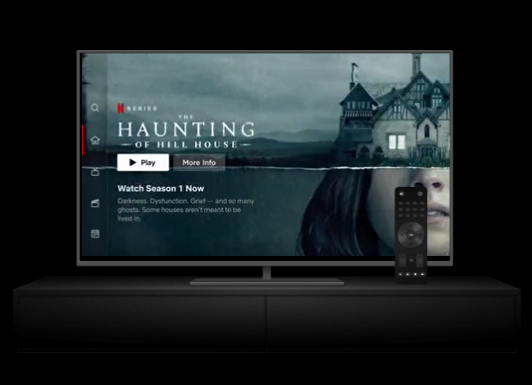 N SERIES
THE
HAUNTING
OF HILL HOUSE
Play
More Info
Watch Season 1 Now
Darkness. Dysfunction. Grief -- and so many
ghosts. Some houses aren't meant to be
lived in.